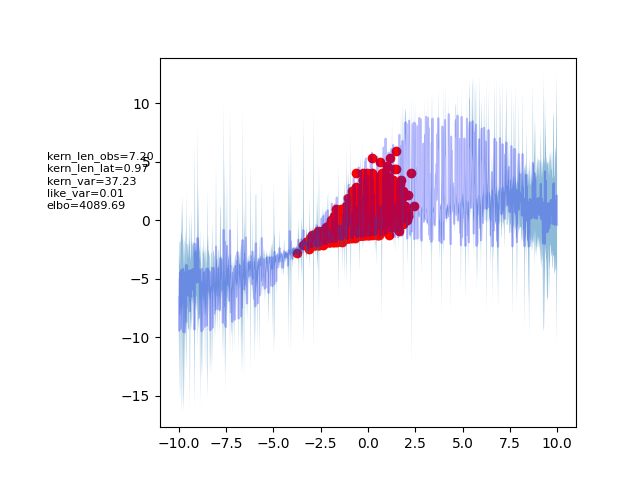 10
5
0
−5
−10
−15
kern_len_obs=7.20
kern_len_lat=0.97
kern_var=37.23
like_var=0.01
elbo=4089.69
−10.0 −7.5 −5.0 −2.5 0.0 2.5 5.0 7.5 10.0